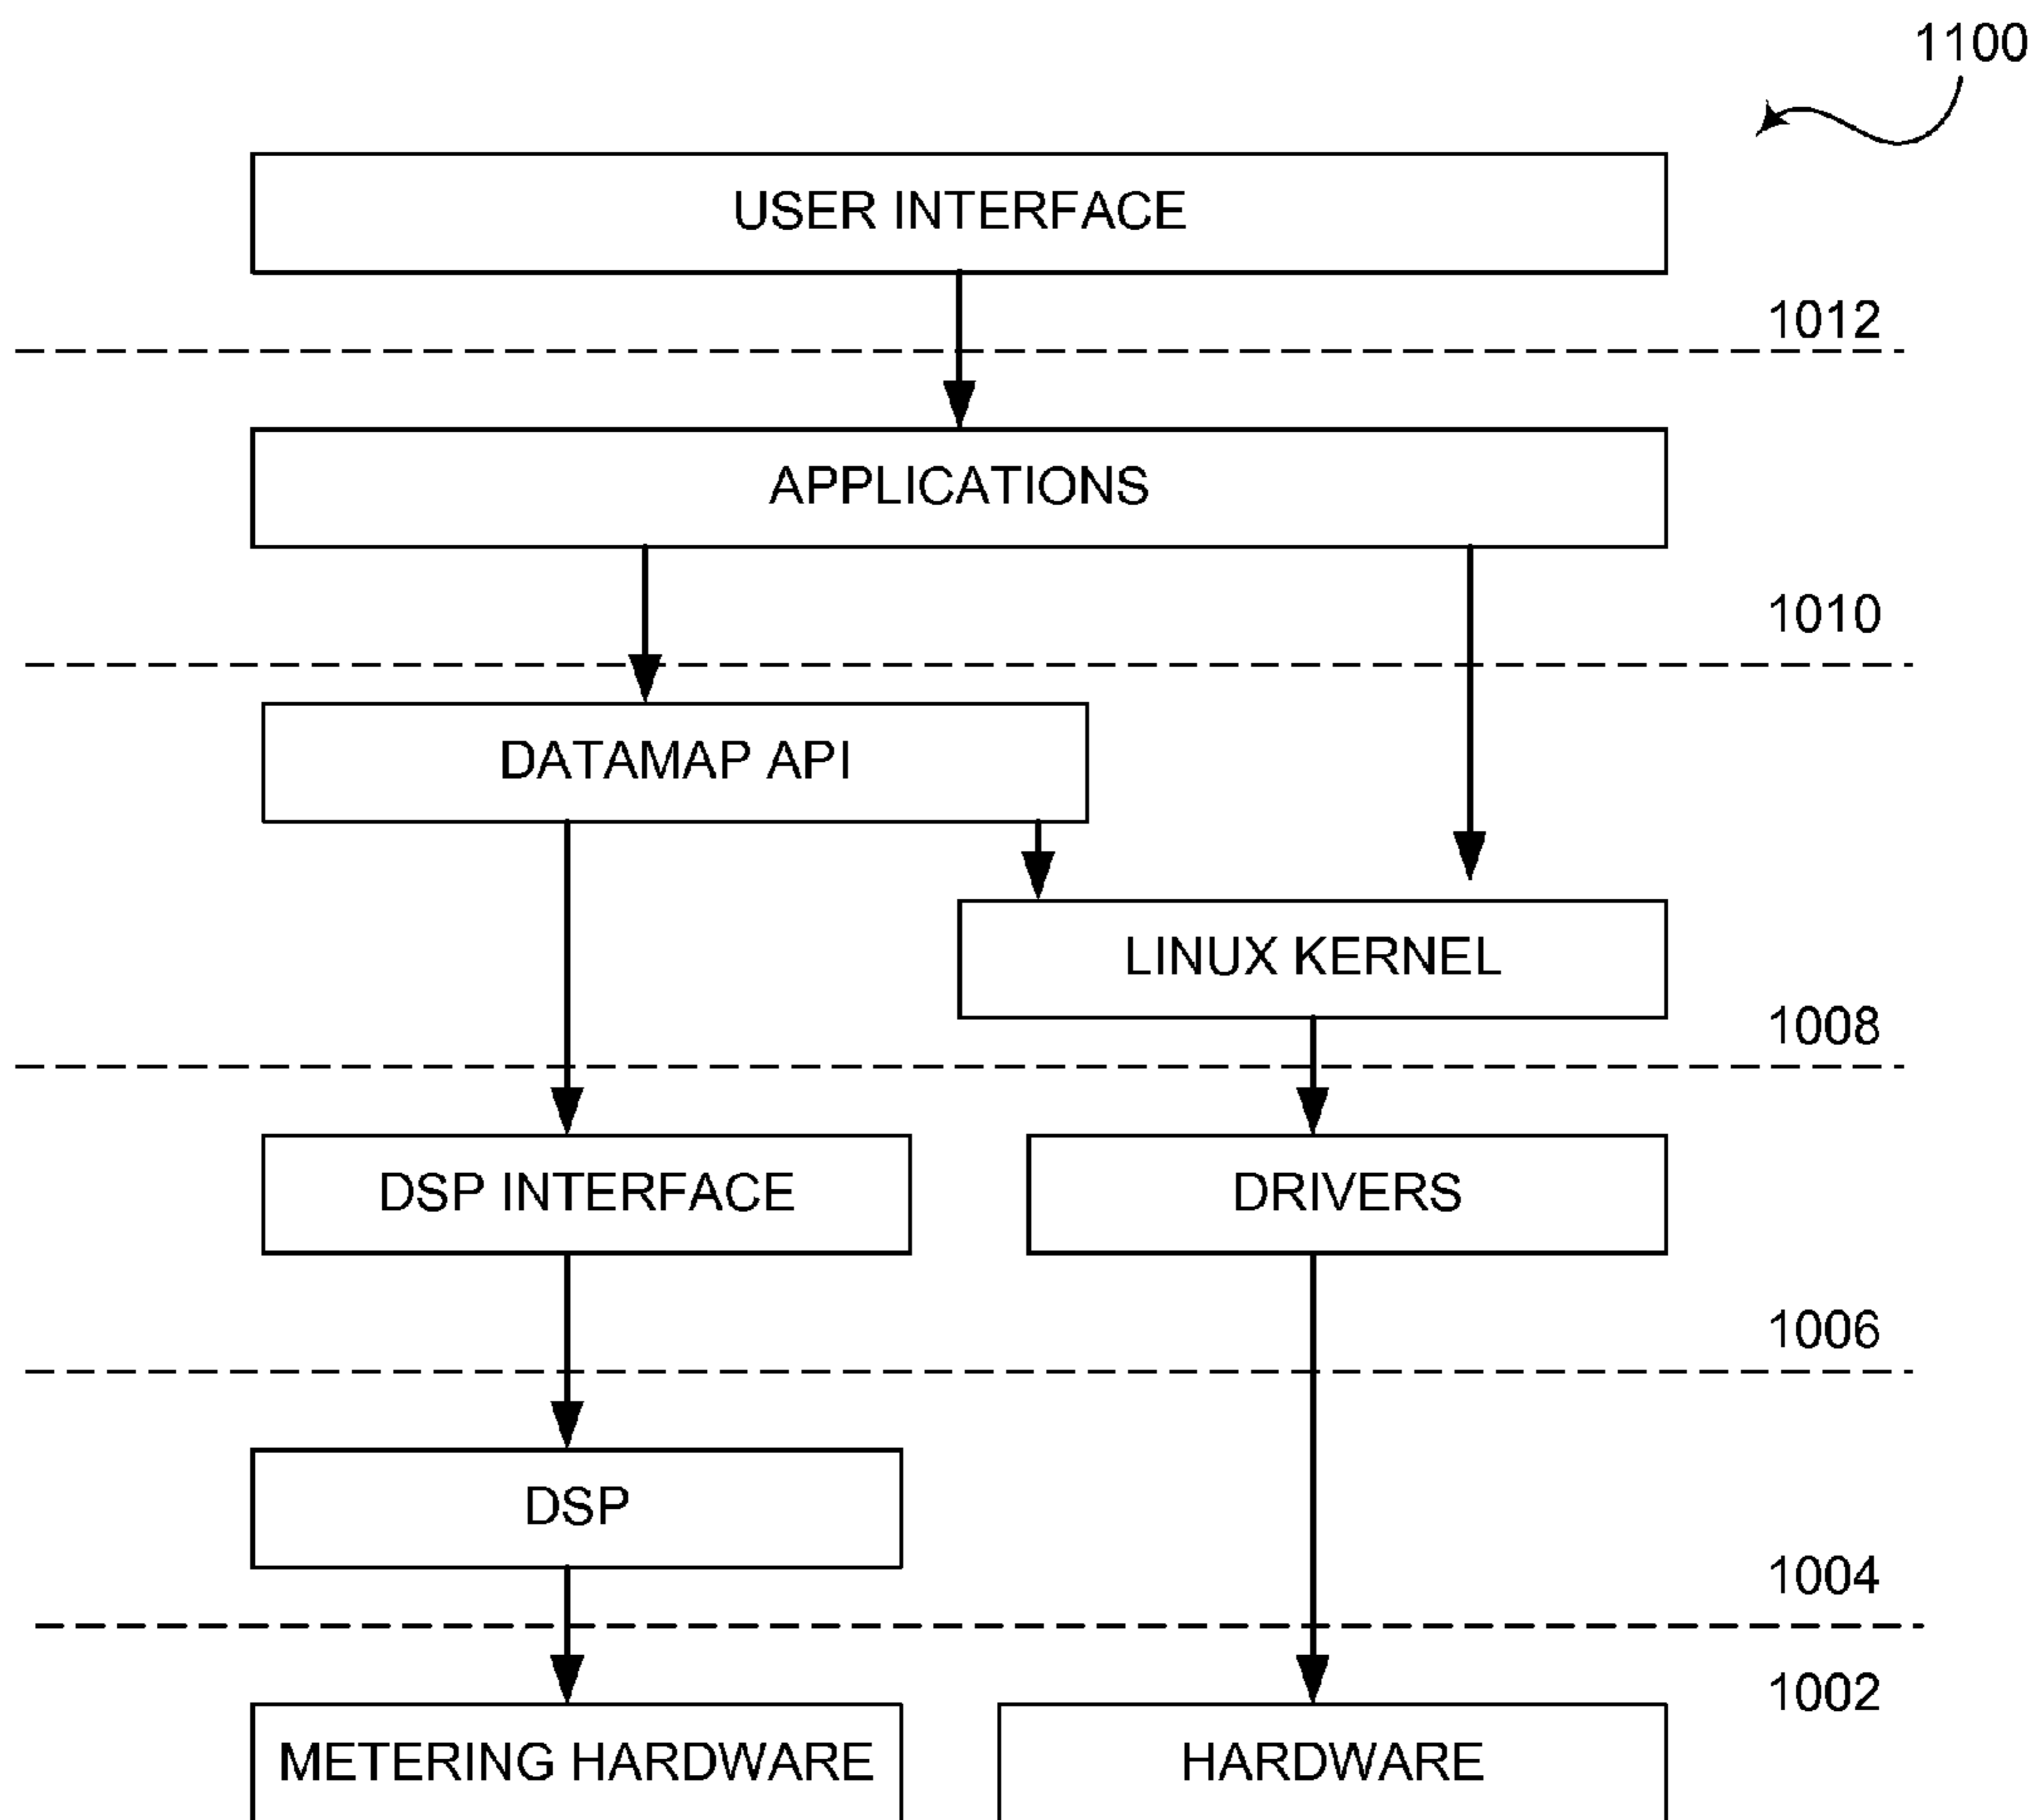 1100
USER INTERFACE
1012
APPLICATIONS
1010
DATAMAP API
LINUX KERNEL
1008
DSP INTERFACE
DRIVERS
1006
DSP
1004
1002
METERING HARDWARE
HARDWARE